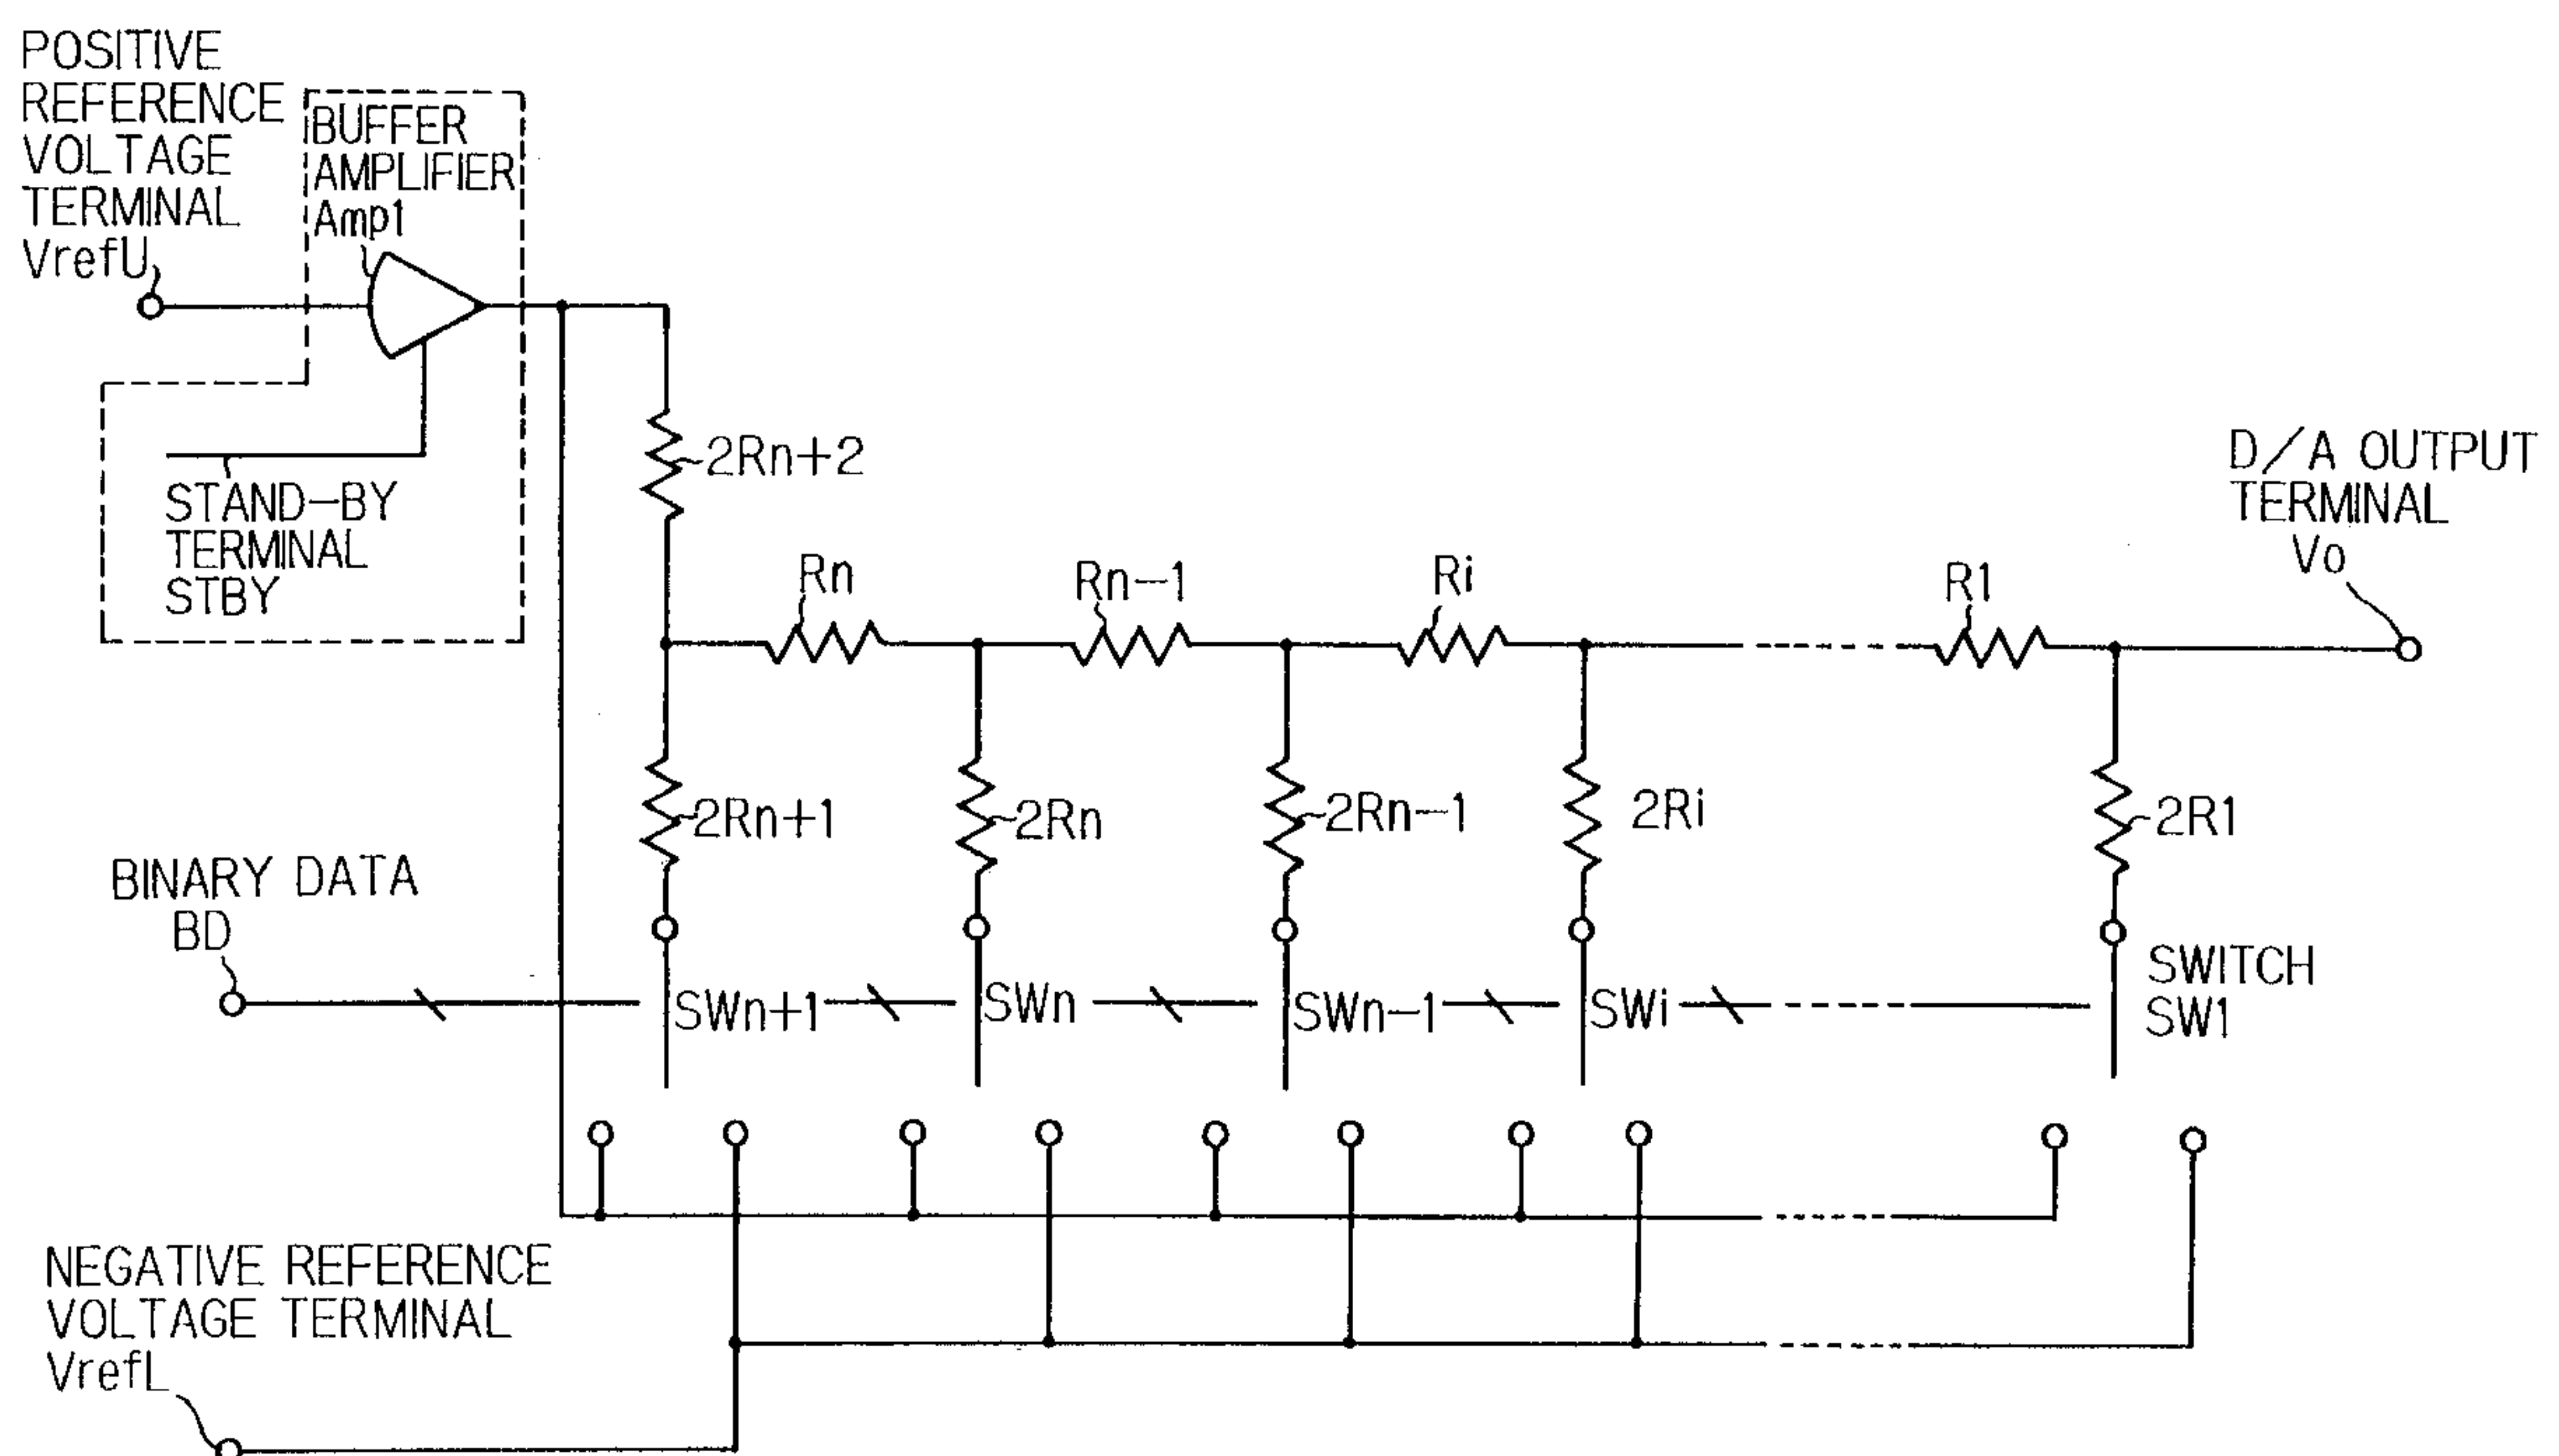 POSITIVE
REFERENCE
VOLTAGE
TERMINAL
VrefU
BUFFER
AMPLIFIER
Amp1
STAND-BY
TERMINAL
STBY
2Rn+2
D/A OUTPUT
TERMINAL
Vo
Rn
Rn-1
Ri
R1
2Rn+1
2Rn
2Rn-1
2Ri
2R1
BINARY DATA
BD
SWn+1
SWn
SWn-1
SWi
SWITCH
SW1
NEGATIVE REFERENCE
VOLTAGE TERMINAL
VrefL